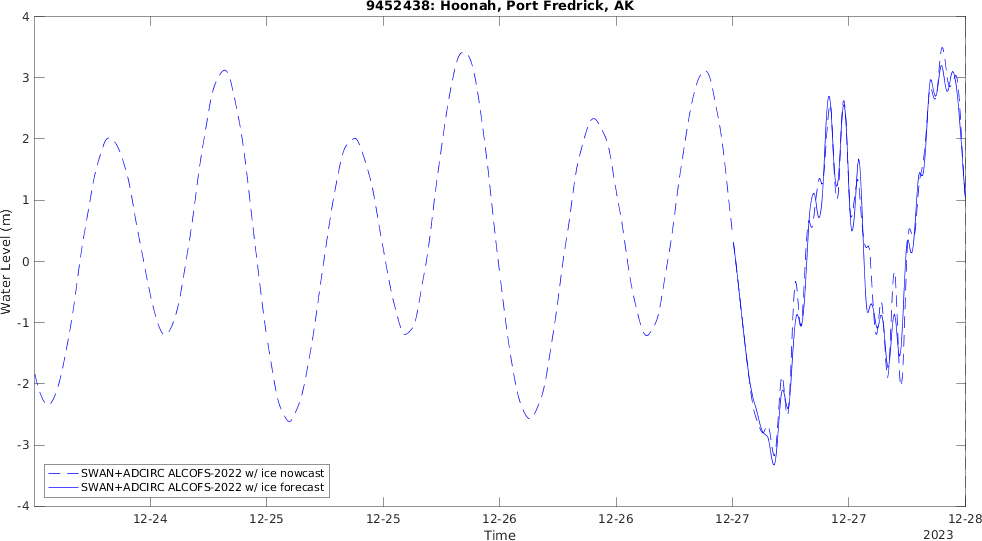 9452438: Hoonah, Port Fredrick, AK
4
3
2
1
0
-1
-2
-3
-4
Water Level (m)
SWAN+ADCIRC ALCOFS-2022 w/ ice nowcast
SWAN+ADCIRC ALCOFS-2022 w/ ice forecast
12-24 12-25 12-25 12-26 12-26 12-27 12-27 12-28
Time
2023